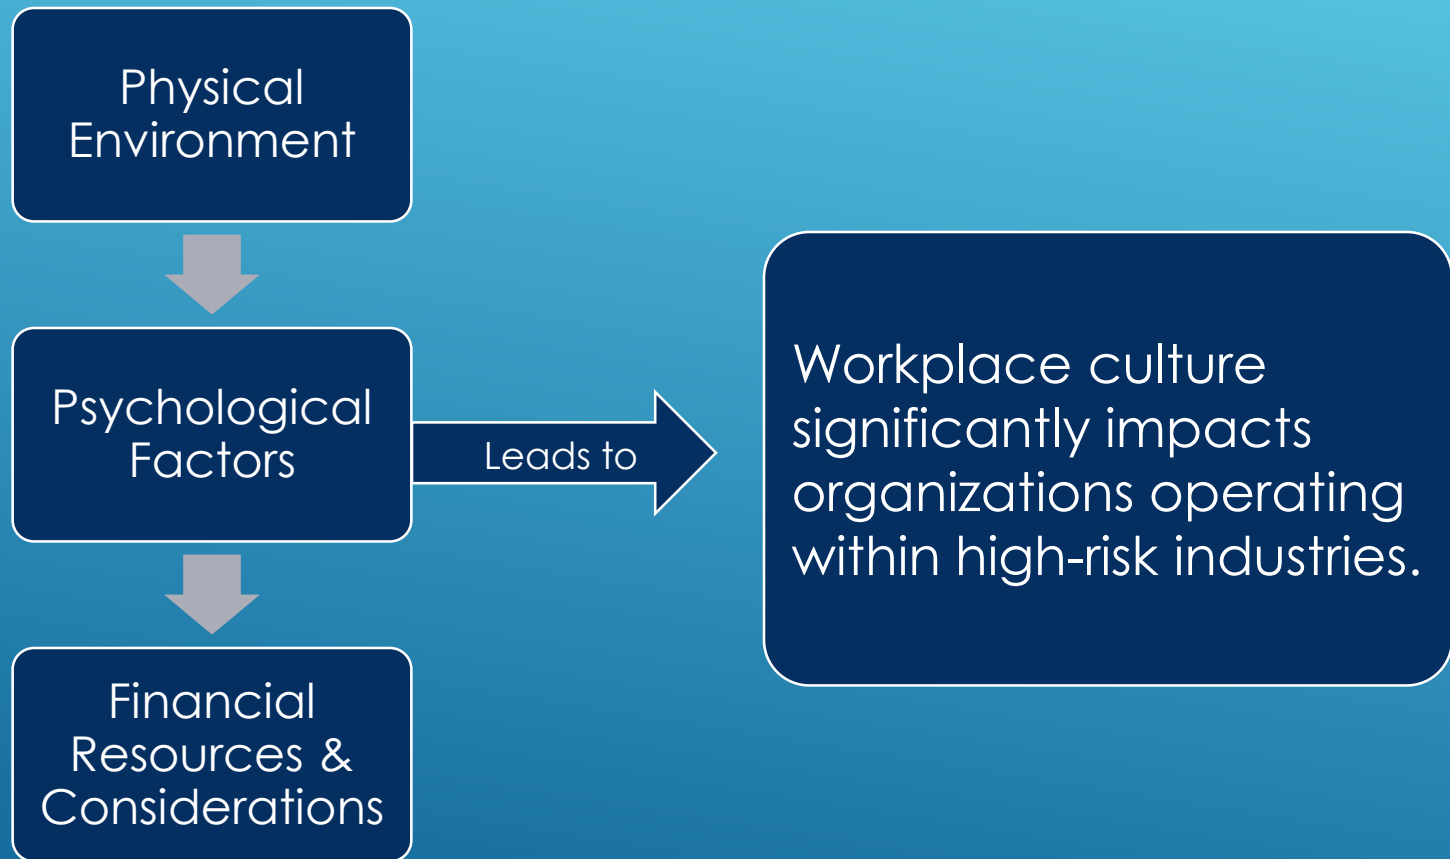 Physical
Environment
Psychological
Factors
Leads to
Financial
Resources &
Considerations
Workplace culture
significantly impacts
organizations operating
within high-risk industries.